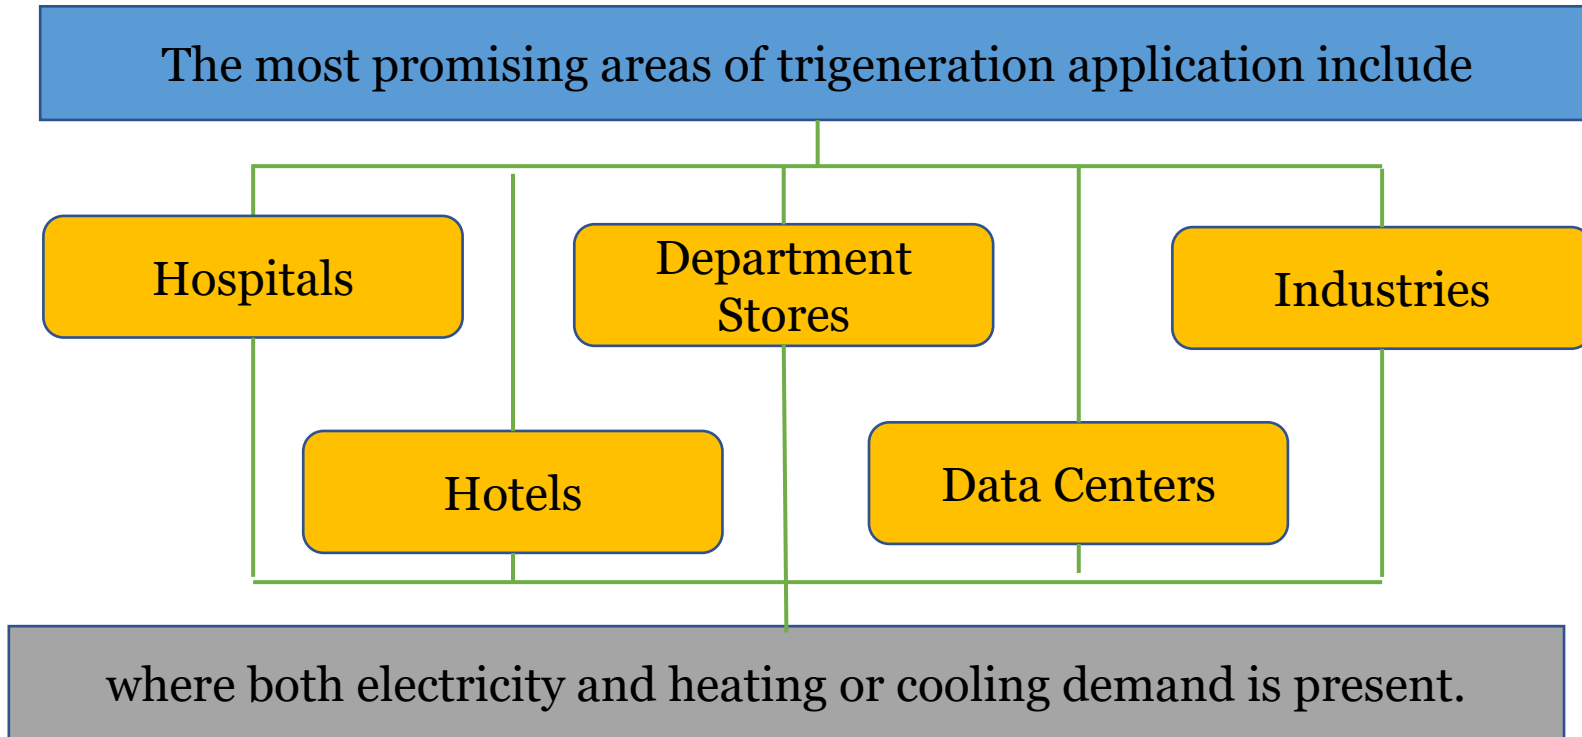 The most promising areas of trigeneration application include
Hospitals
Department
Stores
Industries
Hotels
Data Centers
where both electricity and heating or cooling demand is present.